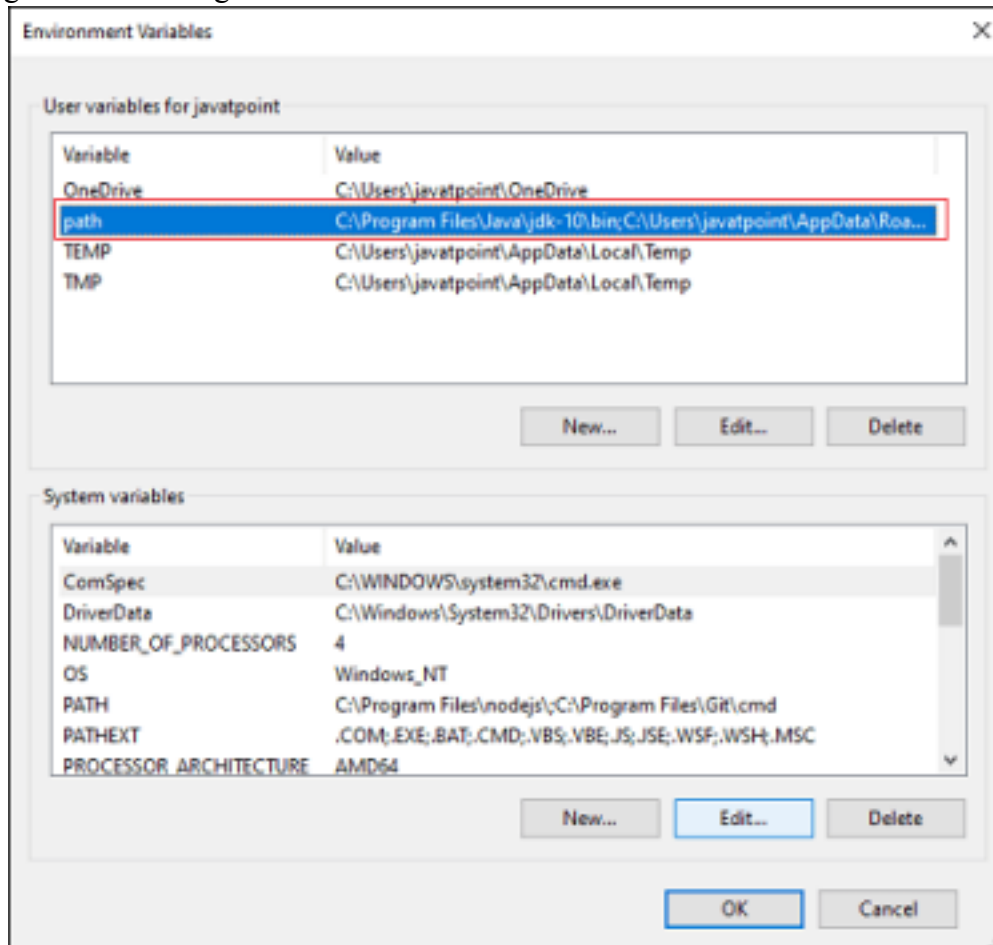 Environment Variables
User variables for javatpoint
Variable Value
OneDrive C:\Users\javatpoint\OneDrive
path C:\Program Files\Java\jdk-10\bin;C:\Users\javatpoint\AppData\Roa...
TEMP C:\Users\javatpoint\AppData\Local\Temp
TMP C:\Users\javatpoint\AppData\Local\Temp
New... Edit... Delete
System variables
Variable Value
ComSpec C:\WINDOWS\system32\cmd.exe
DriverData C:\Windows\System32\Drivers\DriverData
NUMBER_OF_PROCESSORS 4
OS Windows_NT
PATH C:\Program Files\nodejs\;C:\Program Files\Git\cmd
PATHEXT .COM;.EXE;.BAT;.CMD;.VBS;.VBE;.JS;.JSE;.WSF;.WSH;.MSC
PROCESSOR_ARCHITECTURE AMD64
New... Edit... Delete
OK Cancel